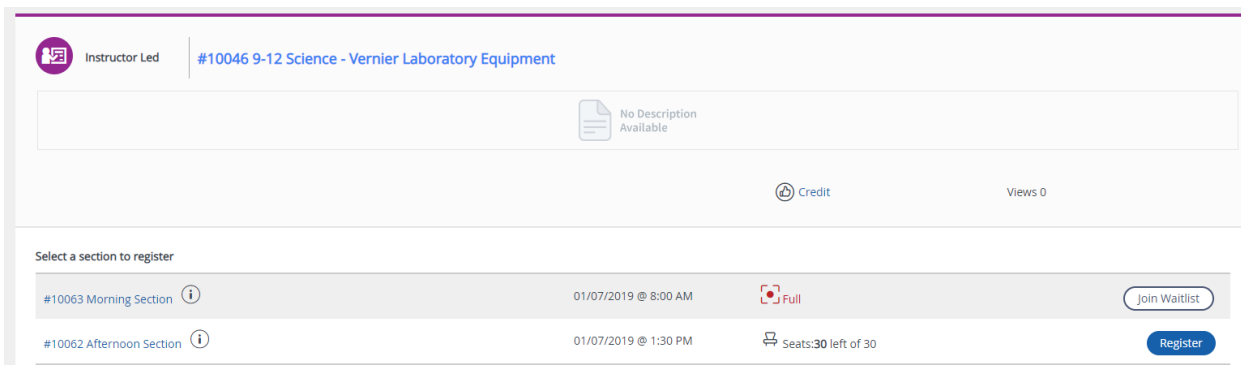 Instructor Led
#10046 9-12 Science - Vernier Laboratory Equipment
No Description
Available
Credit
Views 0
Select a section to register
#10063 Morning Section
01/07/2019 @ 8:00 AM
Full
Join Waitlist
#10062 Afternoon Section
01/07/2019 @ 1:30 PM
Seats:30 left of 30
Register